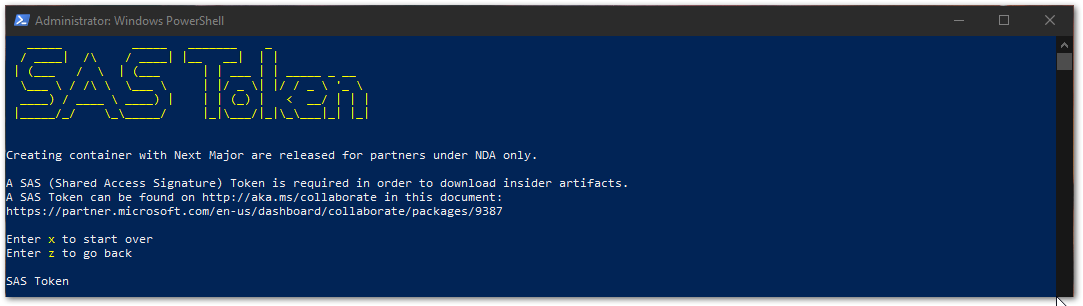 Administrator: Windows PowerShell
SAS Token
Creating container with Next Major are released for partners under NDA only.
A SAS (Shared Access Signature) Token is required in order to download insider artifacts.
A SAS Token can be found on http://aka.ms/collaborate in this document:
https://partner.microsoft.com/en-us/dashboard/collaborate/packages/9387
Enter x to start over
Enter z to go back
SAS Token